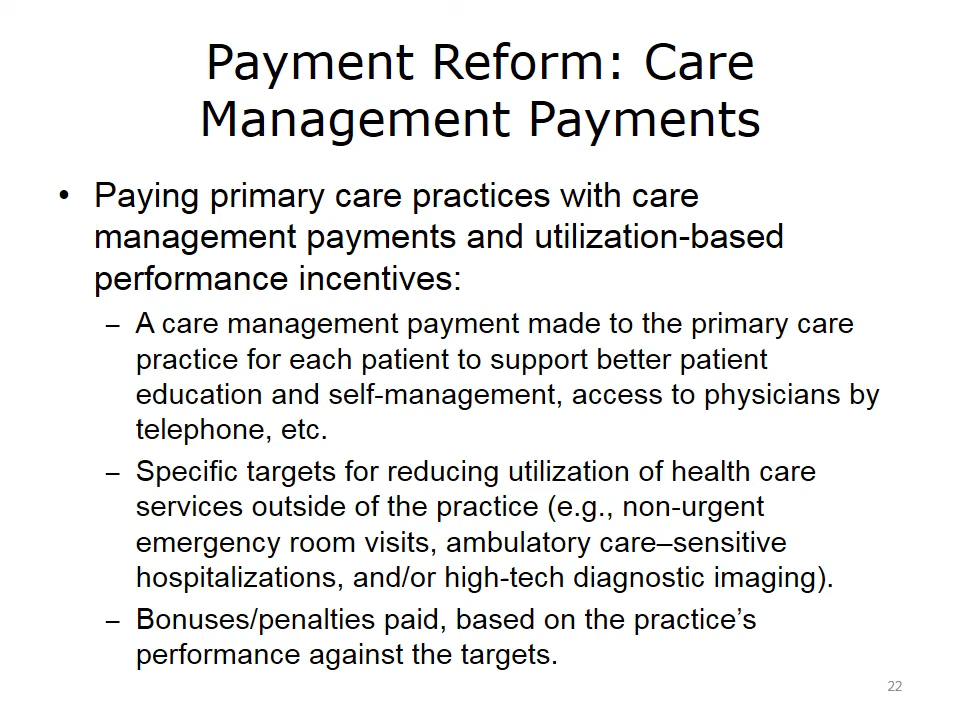 Payment Reform: Care
Management Payments
• Paying primary care practices with care
management payments and utilization-based
performance incentives:
– A care management payment made to the primary care
practice for each patient to support better patient
education and self-management, access to physicians by
telephone, etc.
– Specific targets for reducing utilization of health care
services outside of the practice (e.g., non-urgent
emergency room visits, ambulatory care–sensitive
hospitalizations, and/or high-tech diagnostic imaging).
– Bonuses/penalties paid, based on the practice’s
performance against the targets.
22